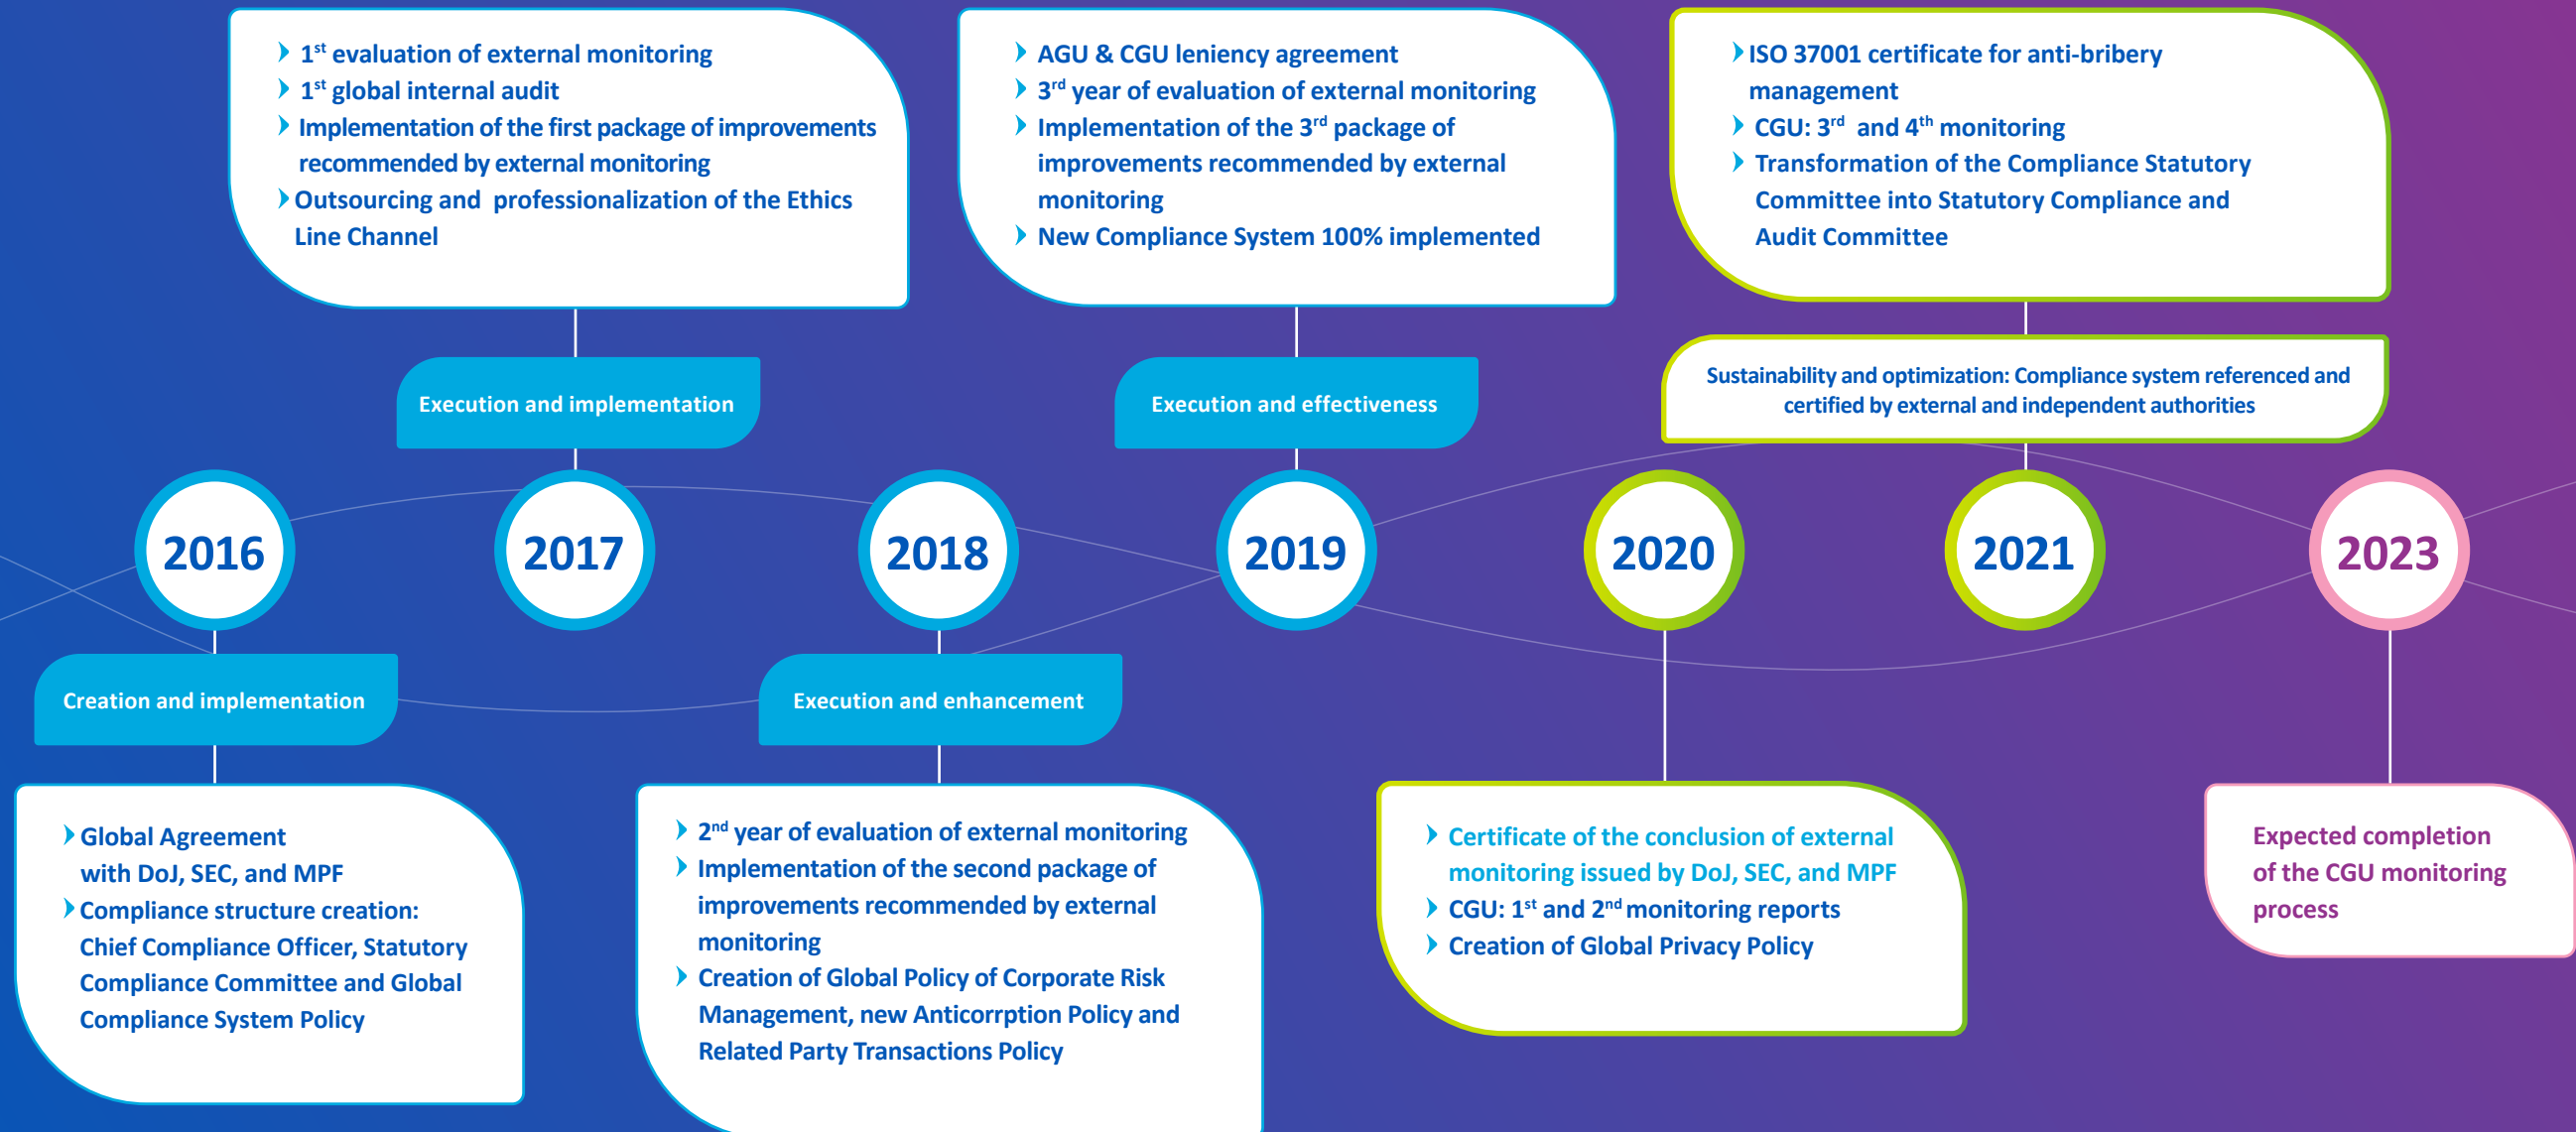 1st evaluation of external monitoring
1st global internal audit
Implementation of the first package of improvements
recommended by external monitoring
Outsourcing and professionalization of the Ethics
Line Channel
AGU & CGU leniency agreement
3rd year of evaluation of external monitoring
Implementation of the 3rd package of
improvements recommended by external
monitoring
New Compliance System 100% implemented
ISO 37001 certificate for anti-bribery
management
CGU: 3rd and 4th monitoring
Transformation of the Compliance Statutory
Committee into Statutory Compliance and
Audit Committee
Execution and implementation
Execution and effectiveness
Sustainability and optimization: Compliance system referenced and
certified by external and independent authorities
2016
2017
2018
2019
2020
2021
2023
Creation and implementation
Execution and enhancement
Global Agreement
with DoJ, SEC, and MPF
Compliance structure creation:
Chief Compliance Officer, Statutory
Compliance Committee and Global
Compliance System Policy
2nd year of evaluation of external monitoring
Implementation of the second package of
improvements recommended by external
monitoring
Creation of Global Policy of Corporate Risk
Management, new Anticorrption Policy and
Related Party Transactions Policy
Certificate of the conclusion of external
monitoring issued by DoJ, SEC, and MPF
CGU: 1st and 2nd monitoring reports
Creation of Global Privacy Policy
Expected completion
of the CGU monitoring
process